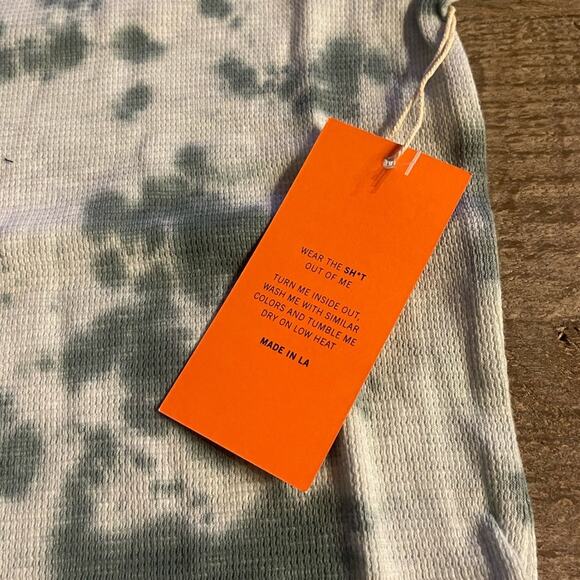 WEAR THE SH*T
OUT OF ME
TURN ME INSIDE OUT,
WASH ME WITH SIMILAR
COLORS AND TUMBLE ME
DRY ON LOW HEAT
MADE IN LA